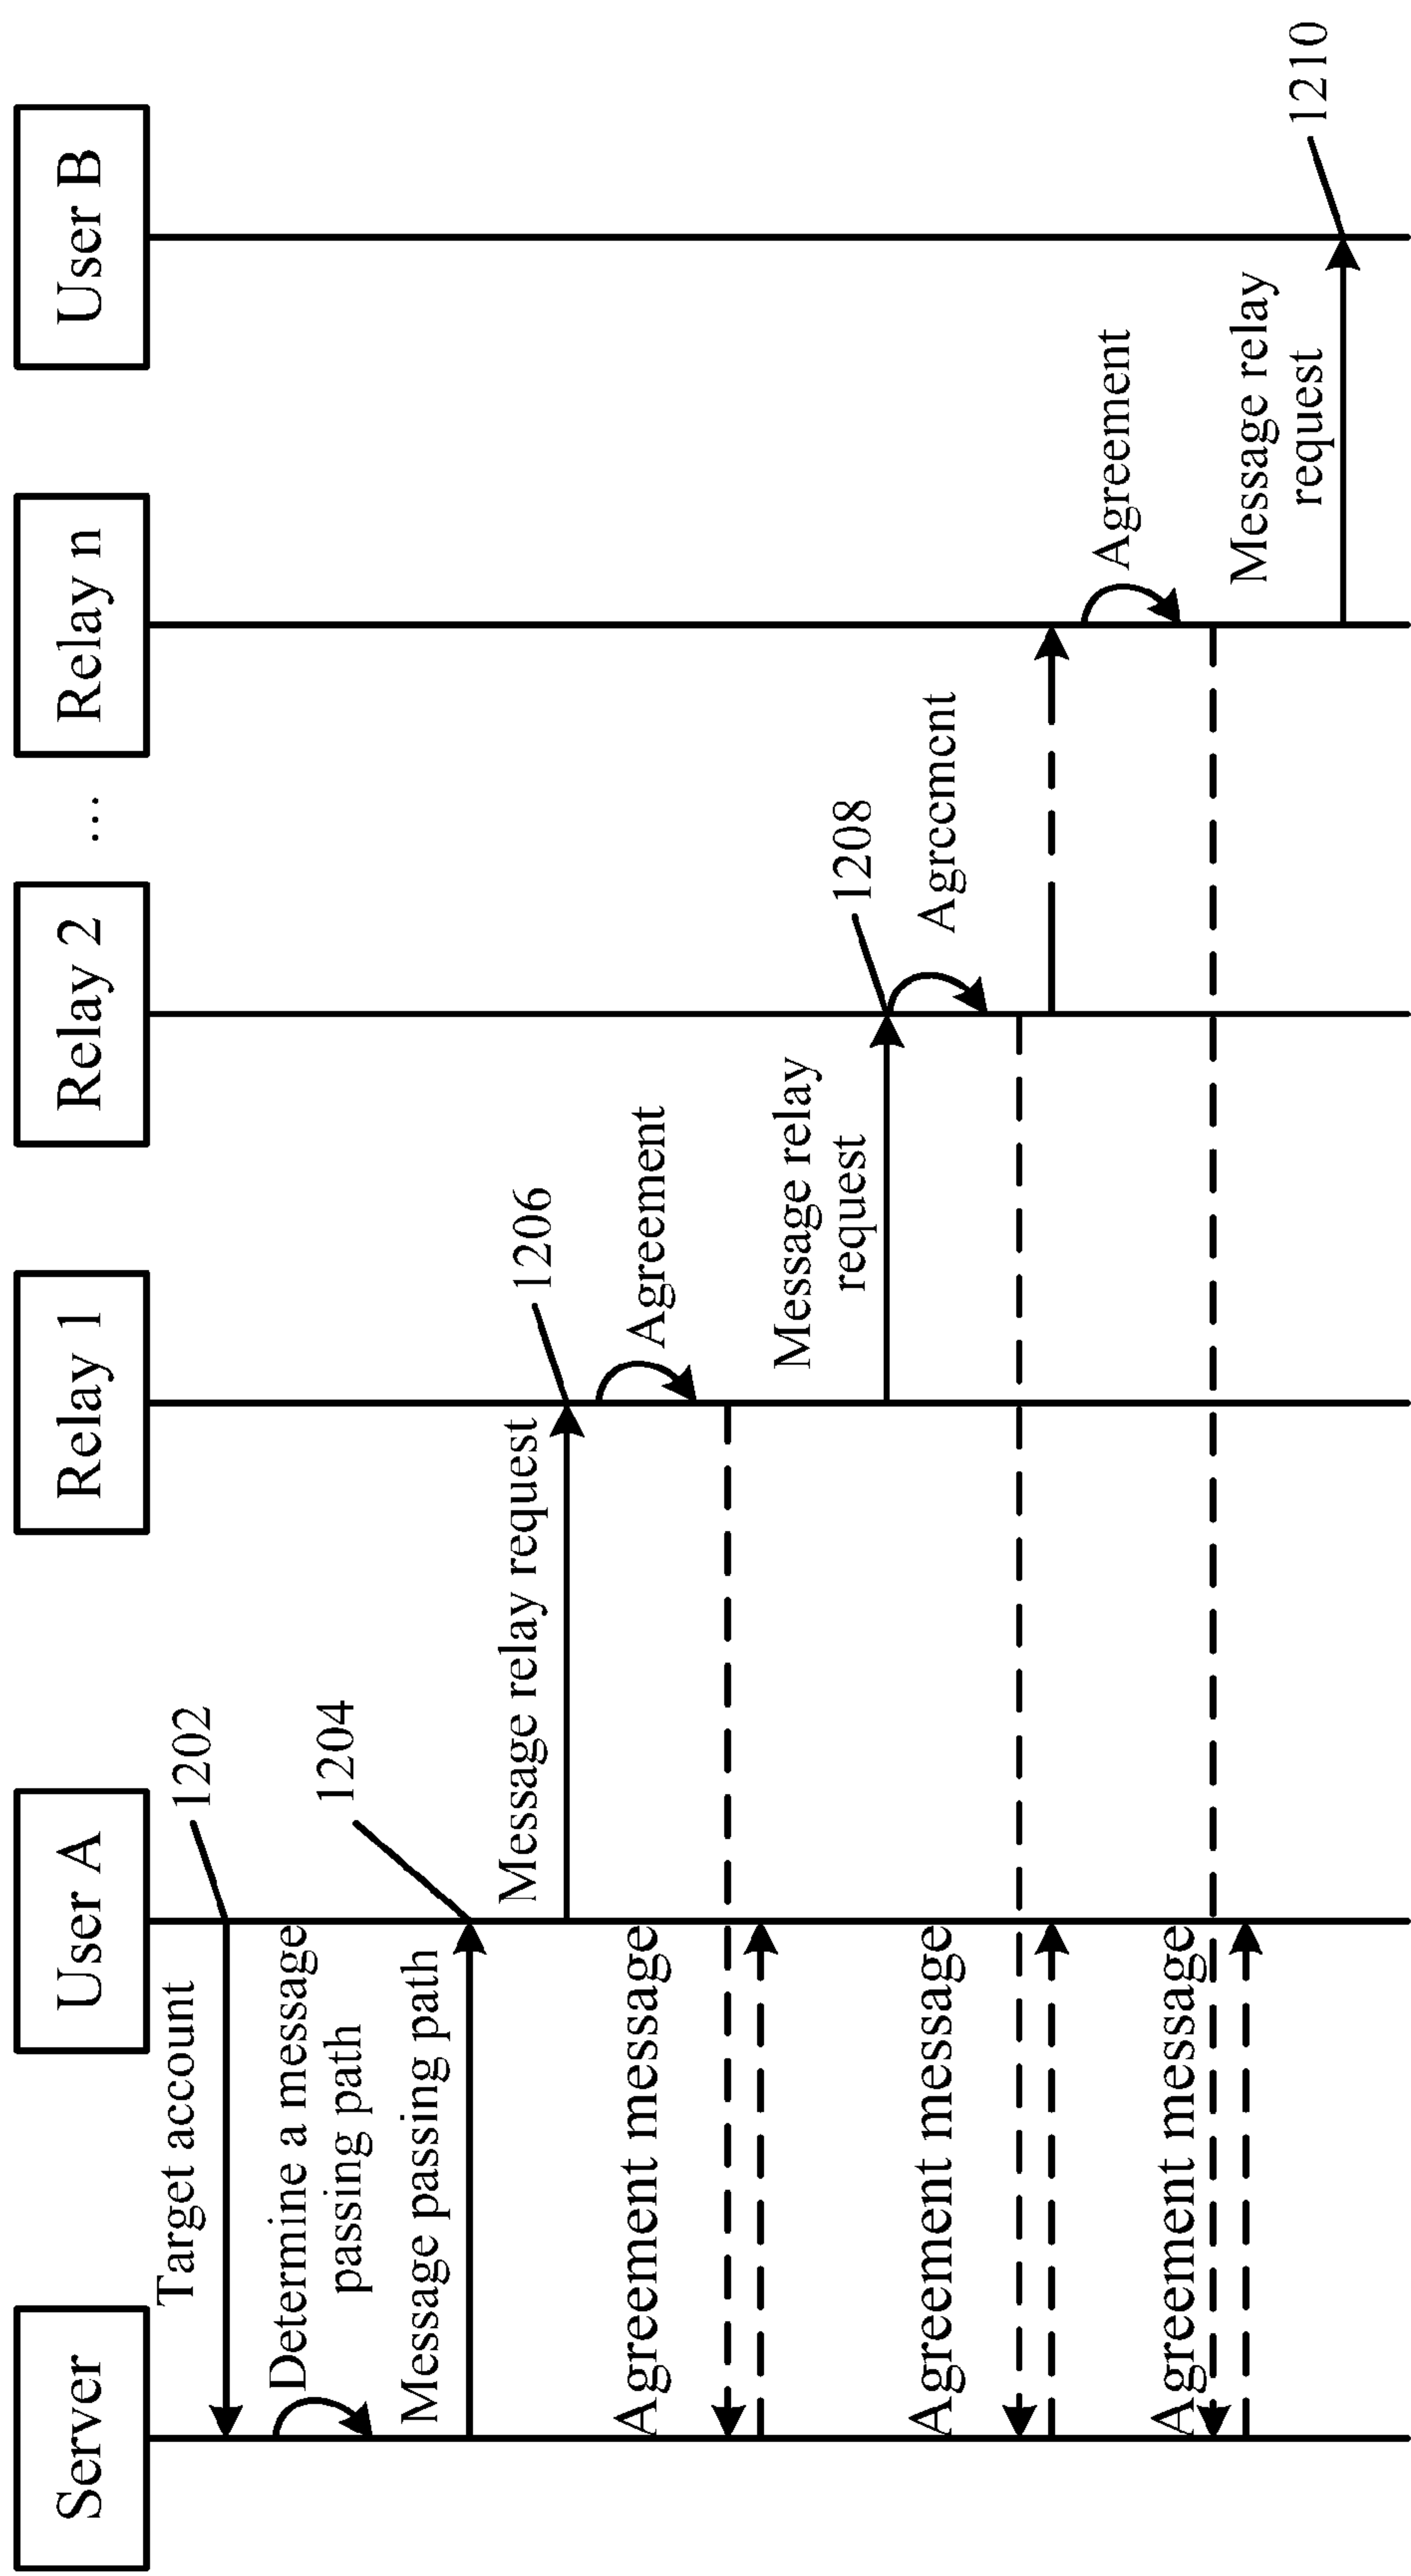 Server
User A
Relay 1
Relay 2
...
Relay n
User B
Target account
1202
Determine a message
passing path
Message passing path
1204
Message relay request
1206
Agreement
Agreement message
Message relay
request
1208
Agreement
Agreement message
Agreement
Agreement message
Message relay
request
1210